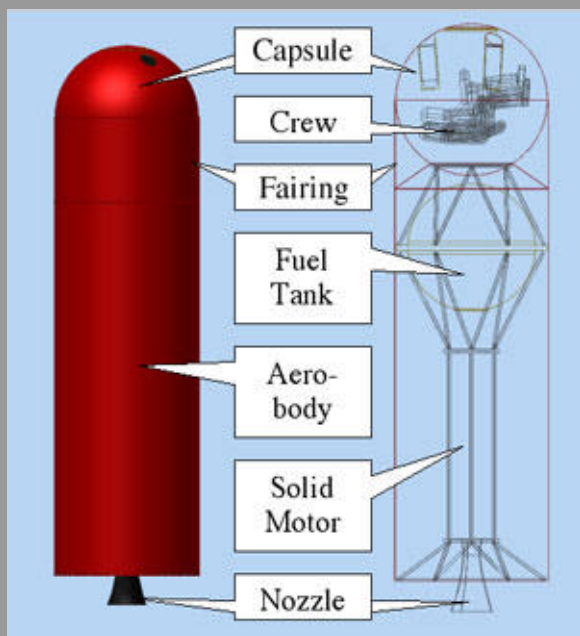 Capsule
Crew
Fairing
Fuel
Tank
Aero-
body
Solid
Motor
Nozzle